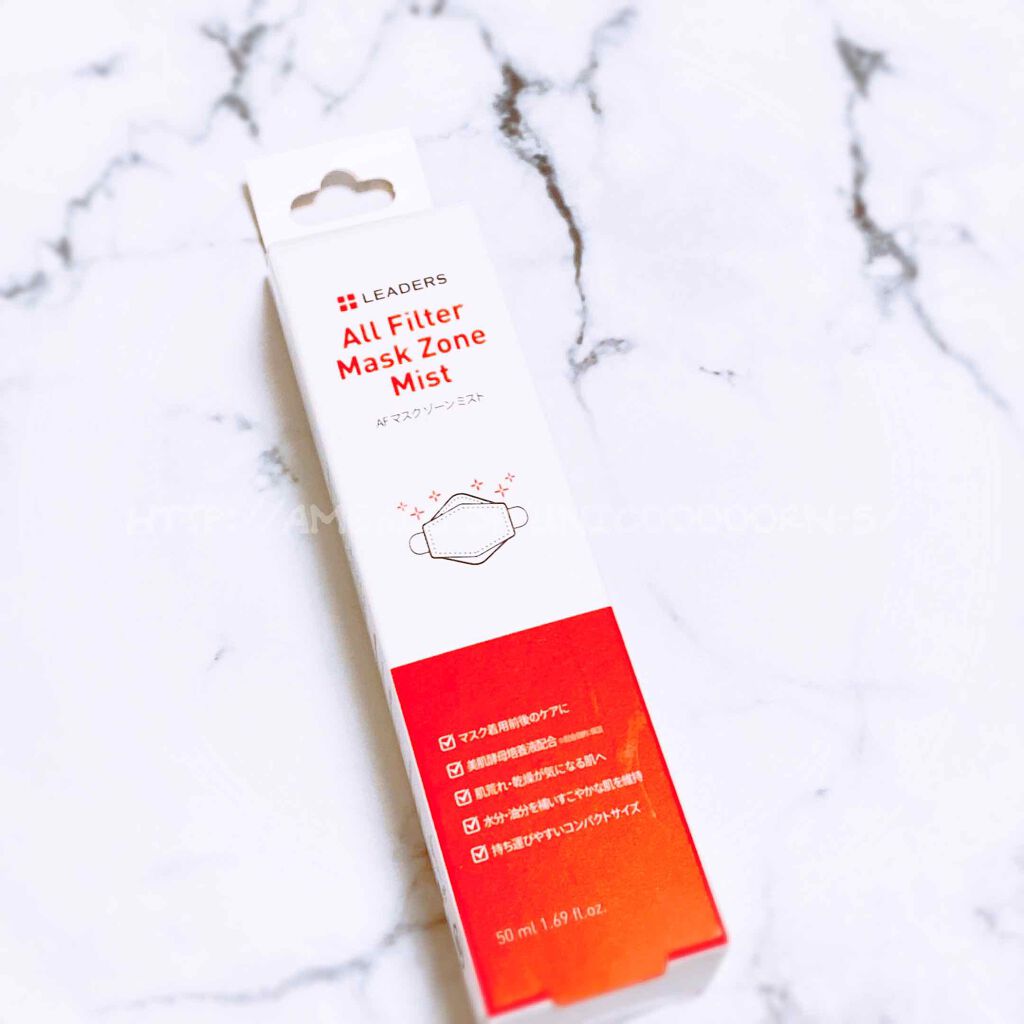 LEADERS
All Filter
Mask Zone
Mist
AF マスクゾーンミスト
マスク着用前後のケアに
美肌酵母培養液配合
肌荒れ・乾燥が気になる肌へ
水分・油分を補いすこやかな肌を維持
持ち運びやすいコンパクトサイズ
50 ml 1.69 fl.oz.